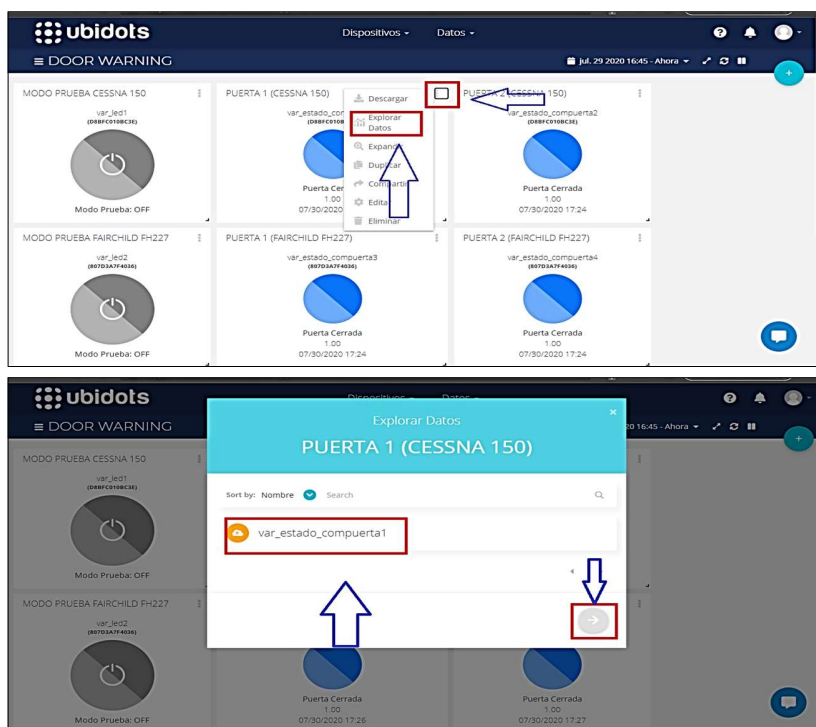 ubidots
Dispositivos
Datos
DOOR WARNING
jul. 29 2020 16:45 - Ahora
MODO PRUEBA CESSNA 150
var_led1
(D8BFC010BC3E)
Modo Prueba: OFF
PUERTA 1 (CESSNA 150)
(D8BFC010B
Puerta Cer
1.00
07/30/2020
Descargar
Explorar
Datos
Duplicar
Compartir
Edita
Eliminar
PUERTA 2 (CESSNA 150)
var_estado_compuerta2
(D8BFC010BC3E)
Puerta Cerrada
1.00
07/30/2020 17:24
MODO PRUEBA FAIRCHILD FH227
var_led2
(807D3A7F4036)
Modo Prueba: OFF
PUERTA 1 (FAIRCHILD FH227)
var_estado_compuerta3
(807D3A7F4036)
Puerta Cerrada
1.00
07/30/2020 17:24
PUERTA 2 (FAIRCHILD FH227)
var_estado_compuerta4
(807D3A7F4036)
Puerta Cerrada
1.00
07/30/2020 17:24
ubidots
DOOR WARNING
20 16:45 - Ahora
Explorar Datos
PUERTA 1 (CESSNA 150)
Sort by: Nombre
Search
var_estado_compuerta1
MODO PRUEBA CESSNA 150
var_led1
(D8BFC010BC3E)
Modo Prueba: OFF
MODO PRUEBA FAIRCHILD FH227
var_led2
(807D3A7F4036)
Modo Prueba: OFF
Puerta Cerrada
1.00
07/30/2020 17:26
Puerta Cerrada
1.00
07/30/2020 17:27